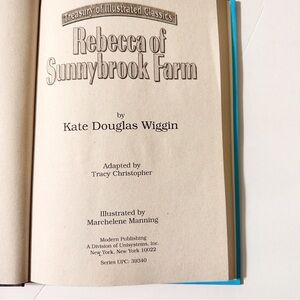 Treasury of Illustrated Classics
Rebecca of
Sunnybrook Farm
by
Kate Douglas Wiggin
Adapted by
Tracy Christopher
Illustrated by
Marchelene Manning
Modern Publishing
A Division of Unisystems, Inc.
New York, New York 10022
Series UPC: 39340